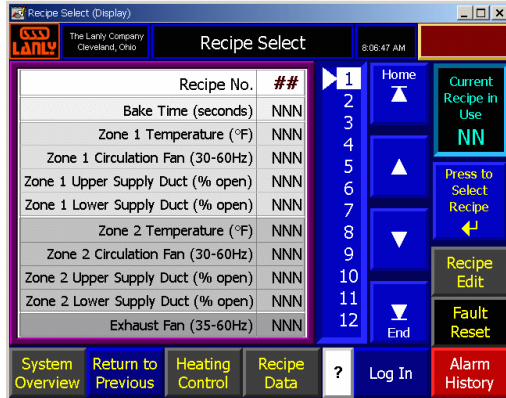 Recipe Select (Display)
LANLY
The Lanly Company
Cleveland, Ohio
Recipe Select
8:06:47 AM
Recipe No. ##
Bake Time (seconds) NNN
Zone 1 Temperature (°F) NNN
Zone 1 Circulation Fan (30-60Hz) NNN
Zone 1 Upper Supply Duct (% open) NNN
Zone 1 Lower Supply Duct (% open) NNN
Zone 2 Temperature (°F) NNN
Zone 2 Circulation Fan (30-60Hz) NNN
Zone 2 Upper Supply Duct (% open) NNN
Zone 2 Lower Supply Duct (% open) NNN
Exhaust Fan (35-60Hz) NNN
1
2
3
4
5
6
7
8
9
10
11
12
Home
End
Current
Recipe in
Use
NN
Press to
Select
Recipe
Recipe
Edit
Fault
Reset
System
Overview
Return to
Previous
Heating
Control
Recipe
Data
?
Log In
Alarm
History